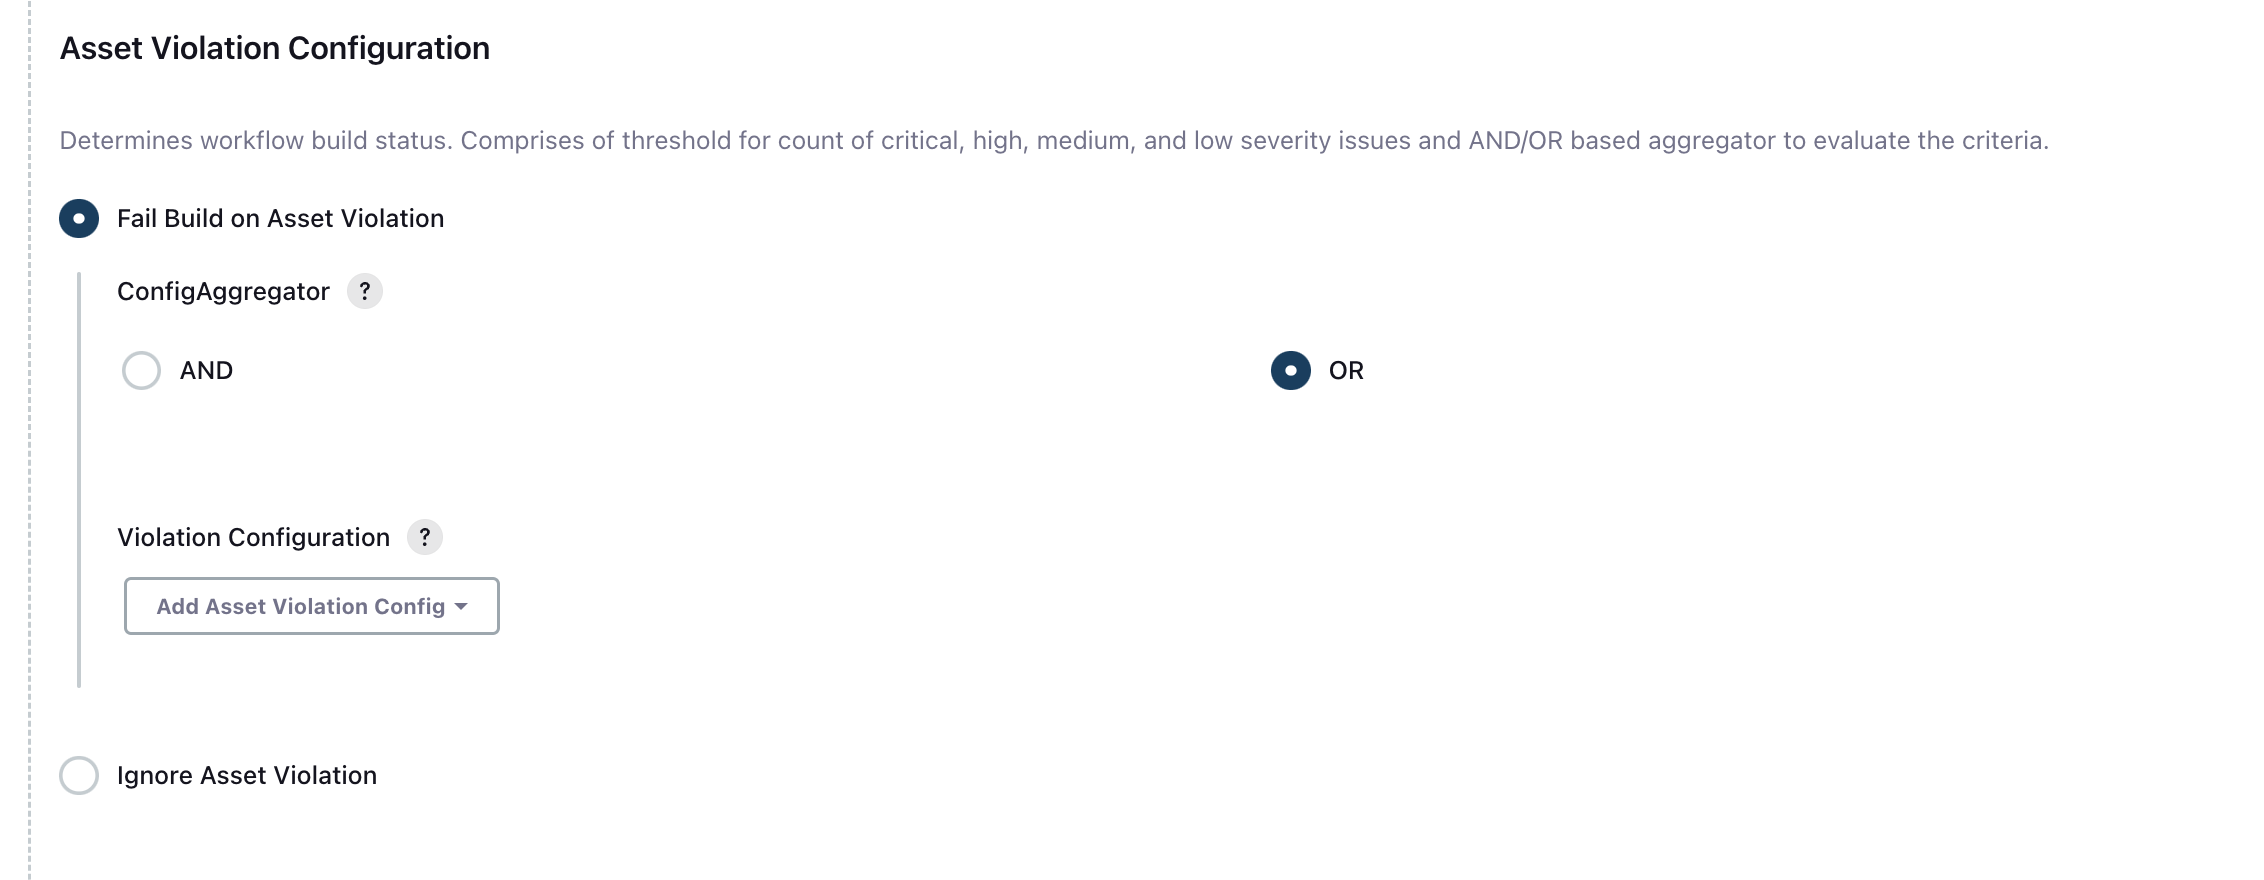 Asset Violation Configuration
Determines workflow build status. Comprises of threshold for count of critical, high, medium, and low severity issues and AND/OR based aggregator to evaluate the criteria.
Fail Build on Asset Violation
ConfigAggregator ?
AND OR
Violation Configuration ?
Add Asset Violation Config
Ignore Asset Violation